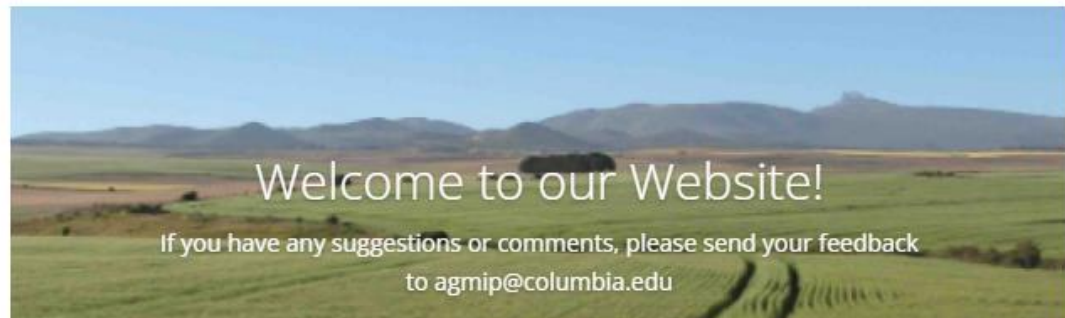 Welcome to our Website!
If you have any suggestions or comments, please send your feedback
to agmip@columbia.edu